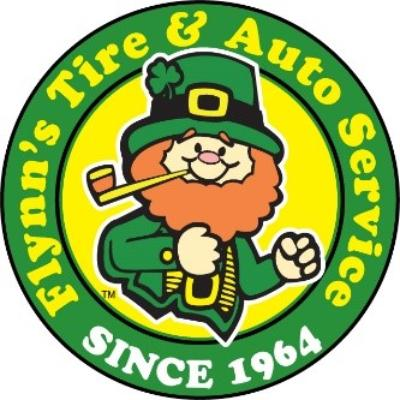 Flynn's Tire & Auto Service
TM
SINCE 1964